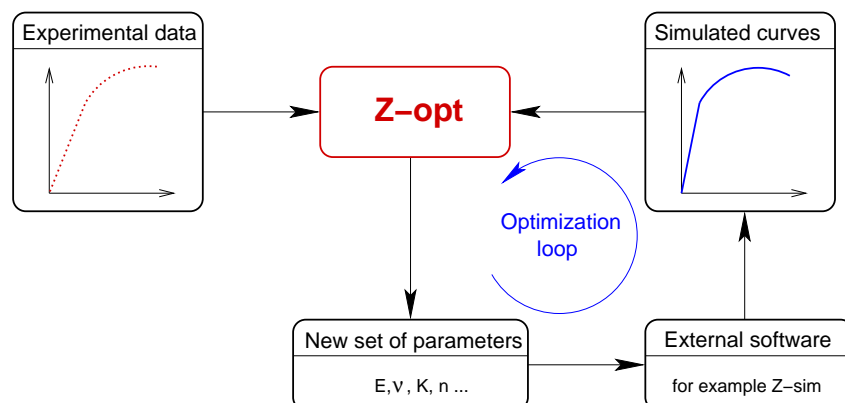 Experimental data
Simulated curves
Z−opt
Optimization
loop
New set of parameters
E,ν, K, n ...
External software
for example Z−sim